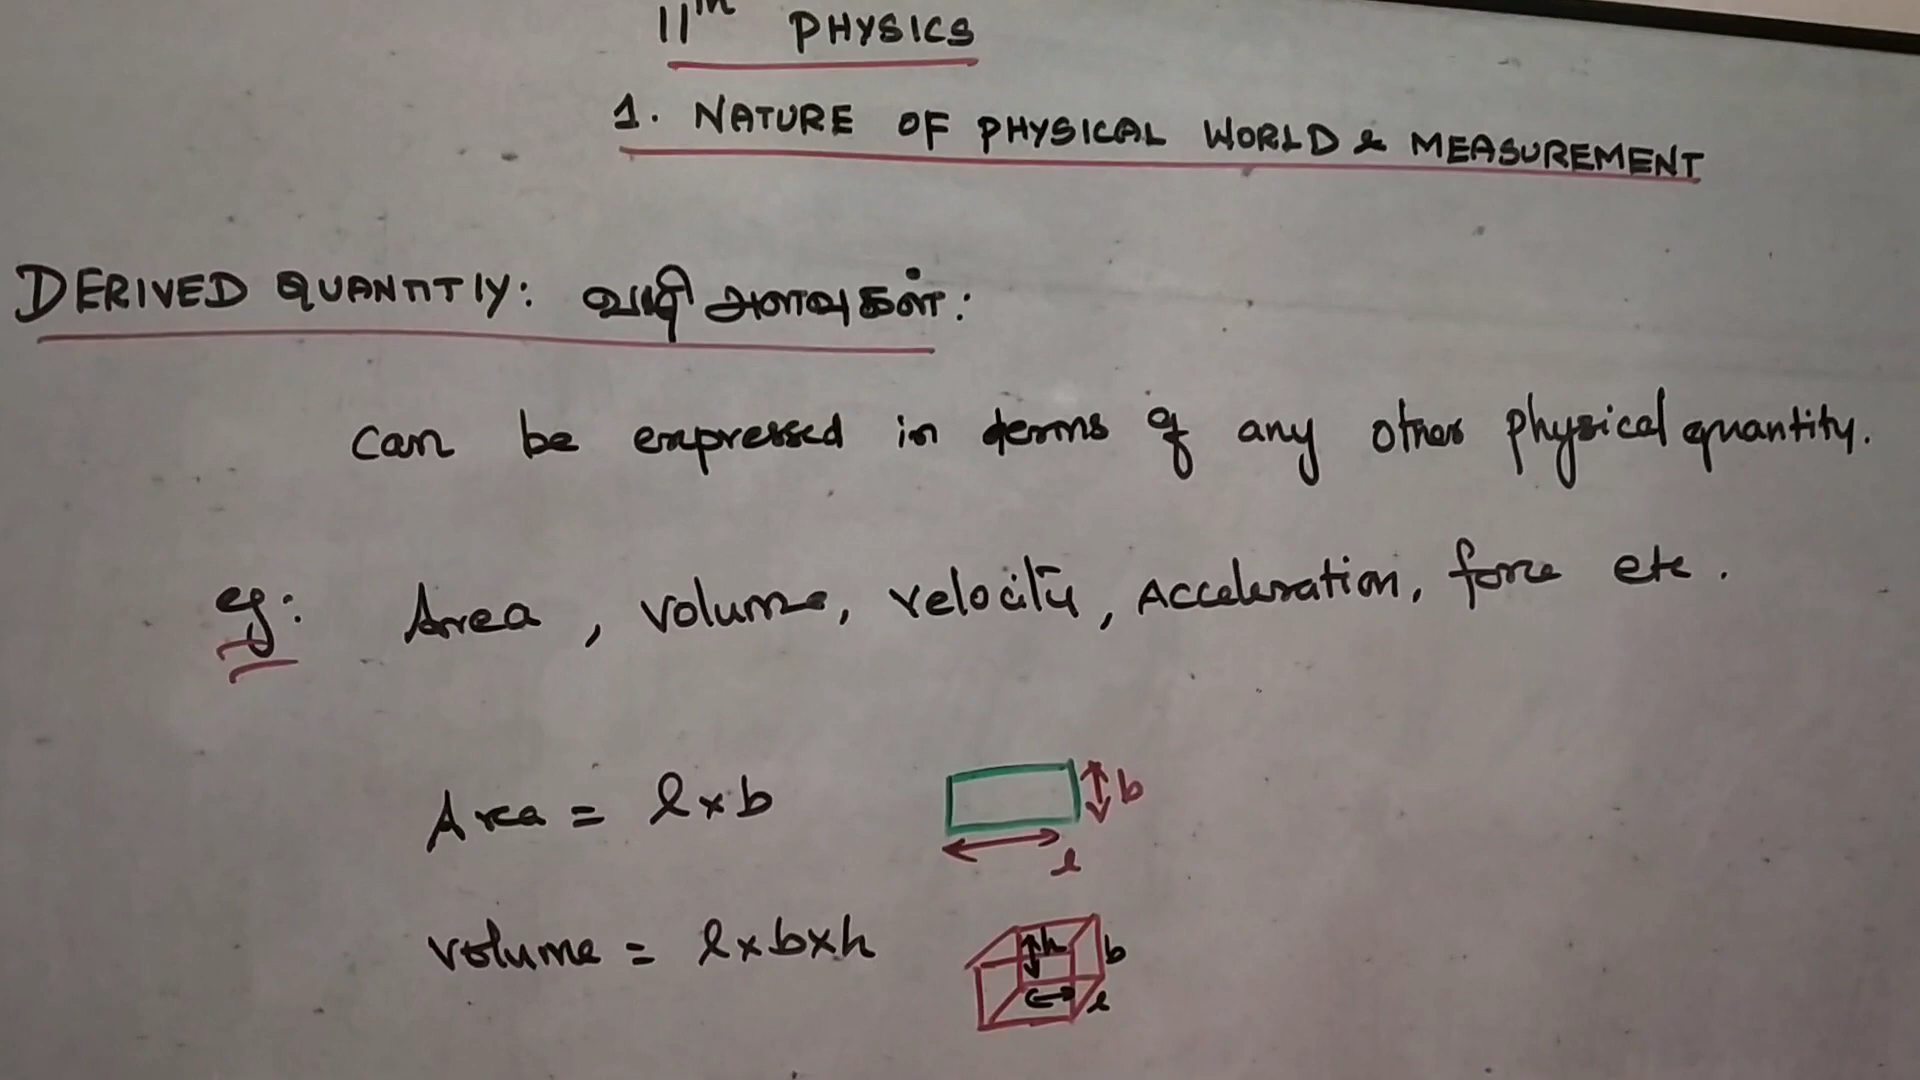 11th PHYSICS
1. NATURE OF PHYSICAL WORLD & MEASUREMENT
DERIVED QUANTITIY: வழி அளவுகள்:
can be expressed in terms of any other physical quantity.
eg: Area, volume, velocity, Acceleration, force etc.
Area = l×b
b
l
volume = l×b×h
h b
l